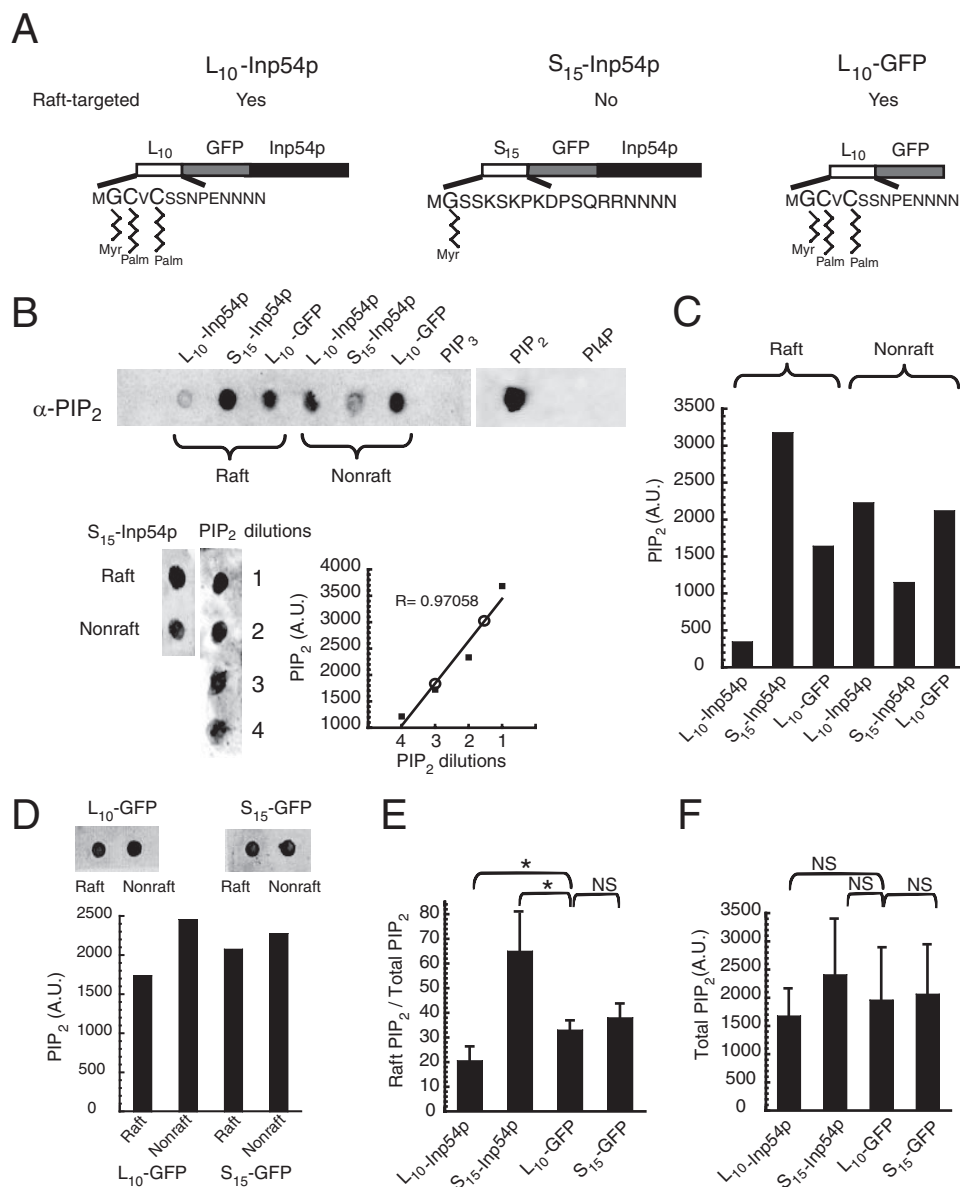 A
L10-Inp54p
S15-Inp54p
L10-GFP
Raft-targeted Yes No Yes
L10 GFP Inp54p
S15 GFP Inp54p
L10 GFP
MGCVCSSNPENNNN
MGSSKSKPKDPSQRRNNNN
MGCVCSSNPENNNN
Myr Palm Palm
Myr
Myr Palm Palm
B
L10-Inp54p
S15-Inp54p
L10-GFP
L10-Inp54p
S15-Inp54p
L10-GFP
PIP3
PIP2
PI4P
α-PIP2
Raft
Nonraft
S15-Inp54p PIP2 dilutions
Raft
Nonraft
1
2
3
4
PIP2 (A.U.)
4000
3500
3000
2500
2000
1500
1000
R= 0.97058
4 3 2 1
PIP2 dilutions
C
Raft Nonraft
PIP2 (A.U.)
3500
3000
2500
2000
1500
1000
500
0
L10-Inp54p
S15-Inp54p
L10-GFP
L10-Inp54p
S15-Inp54p
L10-GFP
D
L10-GFP S15-GFP
Raft Nonraft Raft Nonraft
PIP2 (A.U.)
2500
2000
1500
1000
500
0
Raft Nonraft Raft Nonraft
L10-GFP S15-GFP
E
* * NS
Raft PIP2 / Total PIP2
80
70
60
50
40
30
20
10
0
L10-Inp54p
S15-Inp54p
L10-GFP
S15-GFP
F
NS
NS NS
Total PIP2(A.U.)
3500
3000
2500
2000
1500
1000
500
0
L10-Inp54p
S15-Inp54p
L10-GFP
S15-GFP